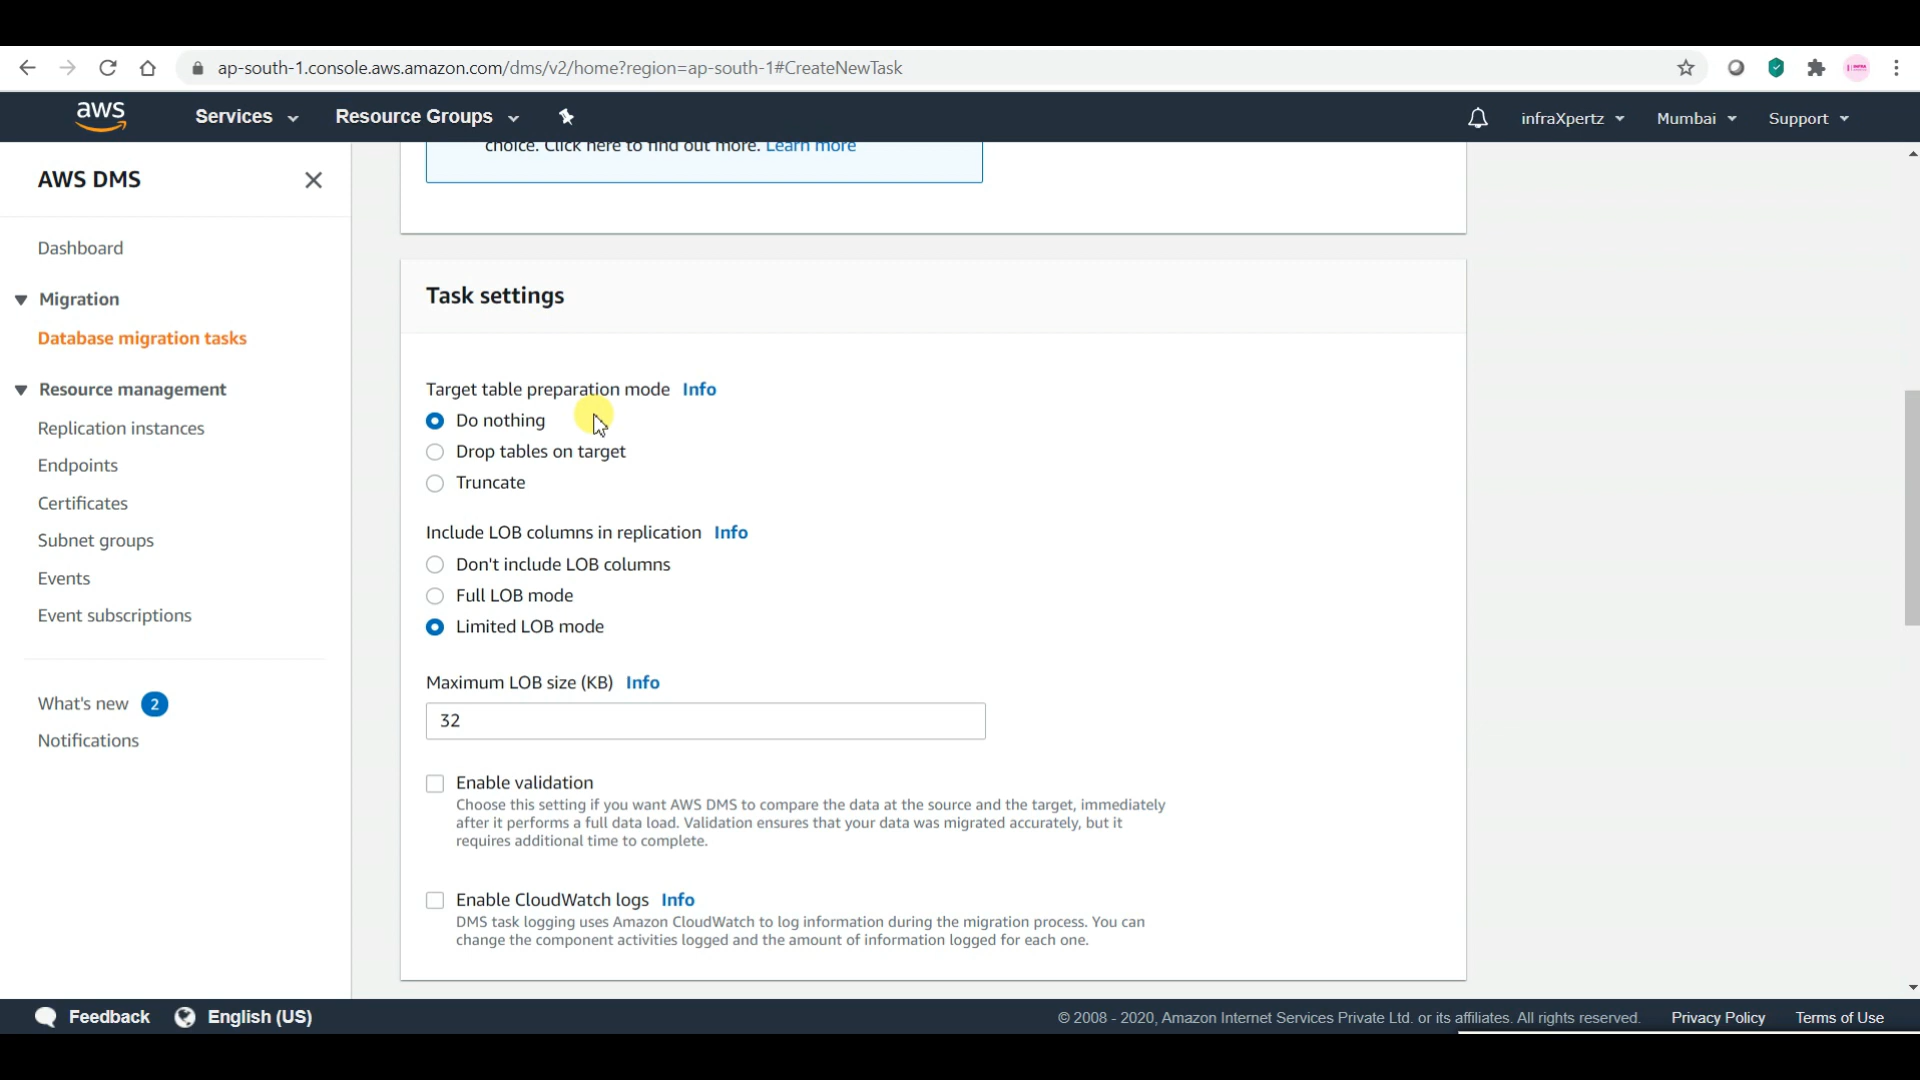 ap-south-1.console.aws.amazon.com/dms/v2/home?region=ap-south-1#CreateNewTask
aws
Services
Resource Groups
infraXpertz
Mumbai
Support
AWS DMS
Dashboard
Migration
Database migration tasks
Resource management
Replication instances
Endpoints
Certificates
Subnet groups
Events
Event subscriptions
What's new 2
Notifications
choice. Click here to find out more. Learn more
Task settings
Target table preparation mode Info
Do nothing
Drop tables on target
Truncate
Include LOB columns in replication Info
Don't include LOB columns
Full LOB mode
Limited LOB mode
Maximum LOB size (KB) Info
32
Enable validation
Choose this setting if you want AWS DMS to compare the data at the source and the target, immediately
after it performs a full data load. Validation ensures that your data was migrated accurately, but it
requires additional time to complete.
Enable CloudWatch logs Info
DMS task logging uses Amazon CloudWatch to log information during the migration process. You can
change the component activities logged and the amount of information logged for each one.
Feedback
English (US)
© 2008 - 2020, Amazon Internet Services Private Ltd. or its affiliates. All rights reserved.
Privacy Policy
Terms of Use